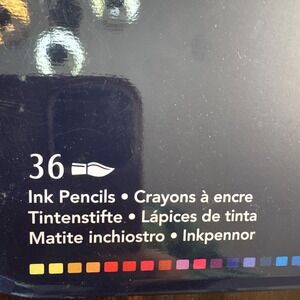 36
Ink Pencils • Crayons à encre
Tintenstifte • Lápices de tinta
Matite inchiostro • Inkpennor